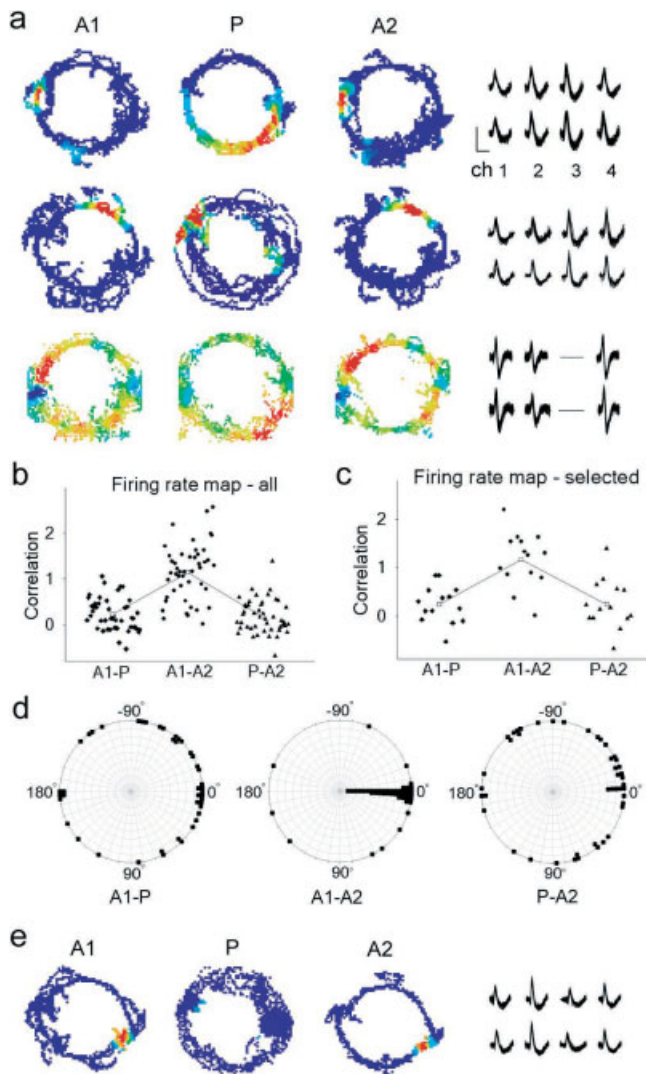 a
A1 P A2
ch 1 2 3 4
b
Firing rate map - all
Correlation
2
1
0
A1-P A1-A2 P-A2
c
Firing rate map - selected
Correlation
2
1
0
A1-P A1-A2 P-A2
d
-90° -90° -90°
180° 0° 180° 0° 180° 0°
90° 90° 90°
A1-P A1-A2 P-A2
e
A1 P A2